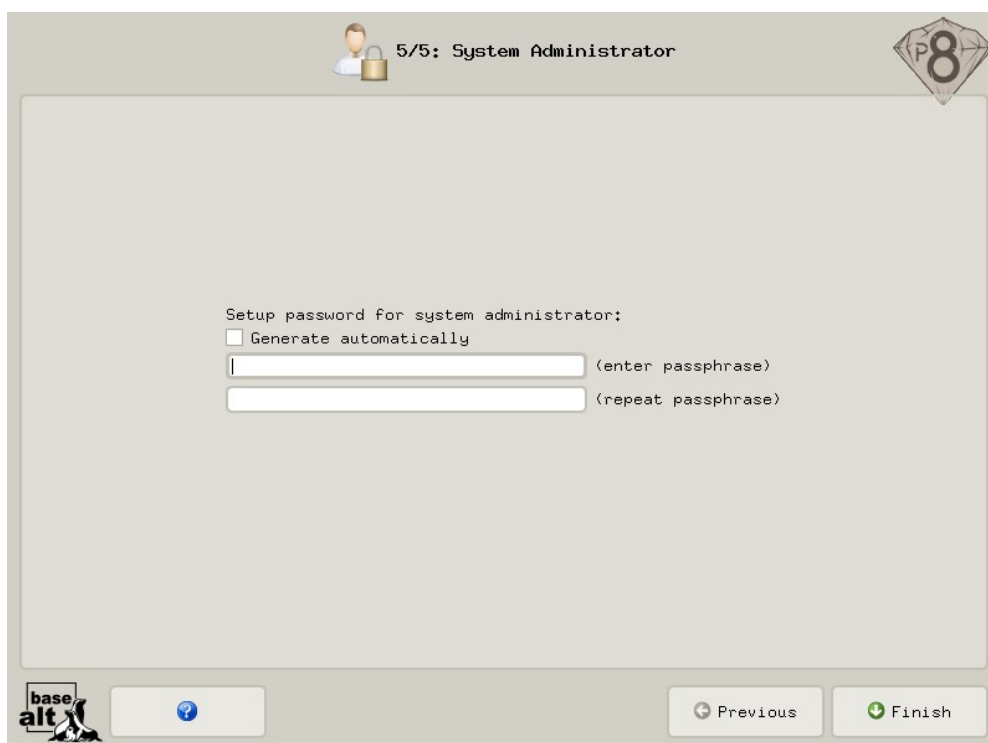 5/5: System Administrator
P8
Setup password for system administrator:
Generate automatically
(enter passphrase)
(repeat passphrase)
base
alt
?
Previous
Finish